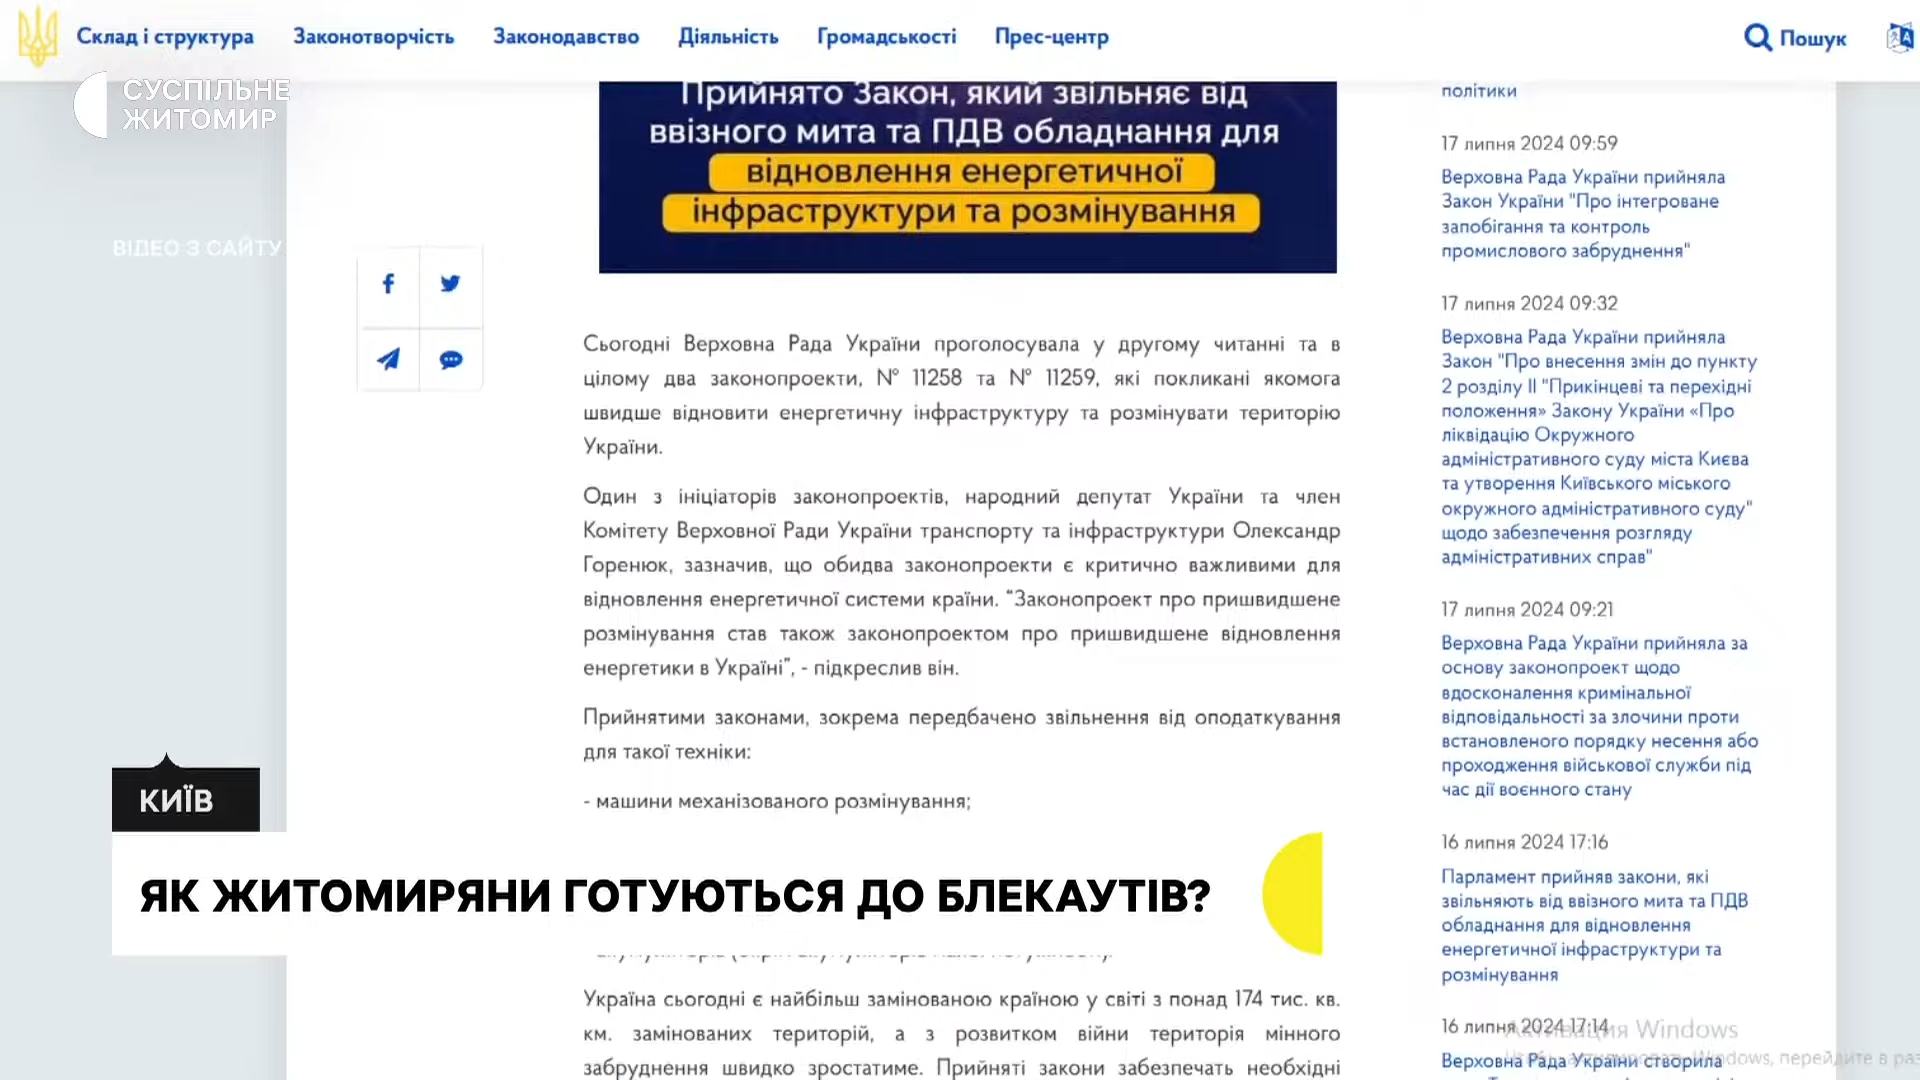 Склад і структура Законотворчість Законодавство Діяльність Громадськості Прес-центр Пошук
СУСПІЛЬНЕ
ЖИТОМИР
ВІДЕО З САЙТУ
Прийнято Закон, який звільняє від
ввізного мита та ПДВ обладнання для
відновлення енергетичної
інфраструктури та розмінування
Сьогодні Верховна Рада України проголосувала у другому читанні та в
цілому два законопроекти, № 11258 та № 11259, які покликані якомога
швидше відновити енергетичну інфраструктуру та розмінувати територію
України.
Один з ініціаторів законопроектів, народний депутат України та член
Комітету Верховної Ради України транспорту та інфраструктури Олександр
Горенюк, зазначив, що обидва законопроекти є критично важливими для
відновлення енергетичної системи країни. “Законопроект про пришвидшене
розмінування став також законопроектом про пришвидшене відновлення
енергетики в Україні”, - підкреслив він.
Прийнятими законами, зокрема передбачено звільнення від оподаткування
для такої техніки:
- машини механізованого розмінування;
КИЇВ
ЯК ЖИТОМИРЯНИ ГОТУЮТЬСЯ ДО БЛЕКАУТІВ?
Україна сьогодні є найбільш замінованою країною у світі з понад 174 тис. кв.
км. замінованих територій, а з розвитком війни територія мінного
забруднення швидко зростатиме. Прийняті закони забезпечать необхідні
політики
17 липня 2024 09:59
Верховна Рада України прийняла
Закон України "Про інтегроване
запобігання та контроль
промислового забруднення"
17 липня 2024 09:32
Верховна Рада України прийняла
Закон "Про внесення змін до пункту
2 розділу II "Прикінцеві та перехідні
положення» Закону України «Про
ліквідацію Окружного
адміністративного суду міста Києва
та утворення Київського міського
окружного адміністративного суду"
щодо забезпечення розгляду
адміністративних справ"
17 липня 2024 09:21
Верховна Рада України прийняла за
основу законопроект щодо
вдосконалення кримінальної
відповідальності за злочини проти
встановленого порядку несення або
проходження військової служби під
час дії воєнного стану
16 липня 2024 17:16
Парламент прийняв закони, які
звільняють від ввізного мита та ПДВ
обладнання для відновлення
енергетичної інфраструктури та
розмінування
16 липня 2024 17:14
Активация Windows
Верховна Рада України створила
Windows, перейдите в раз